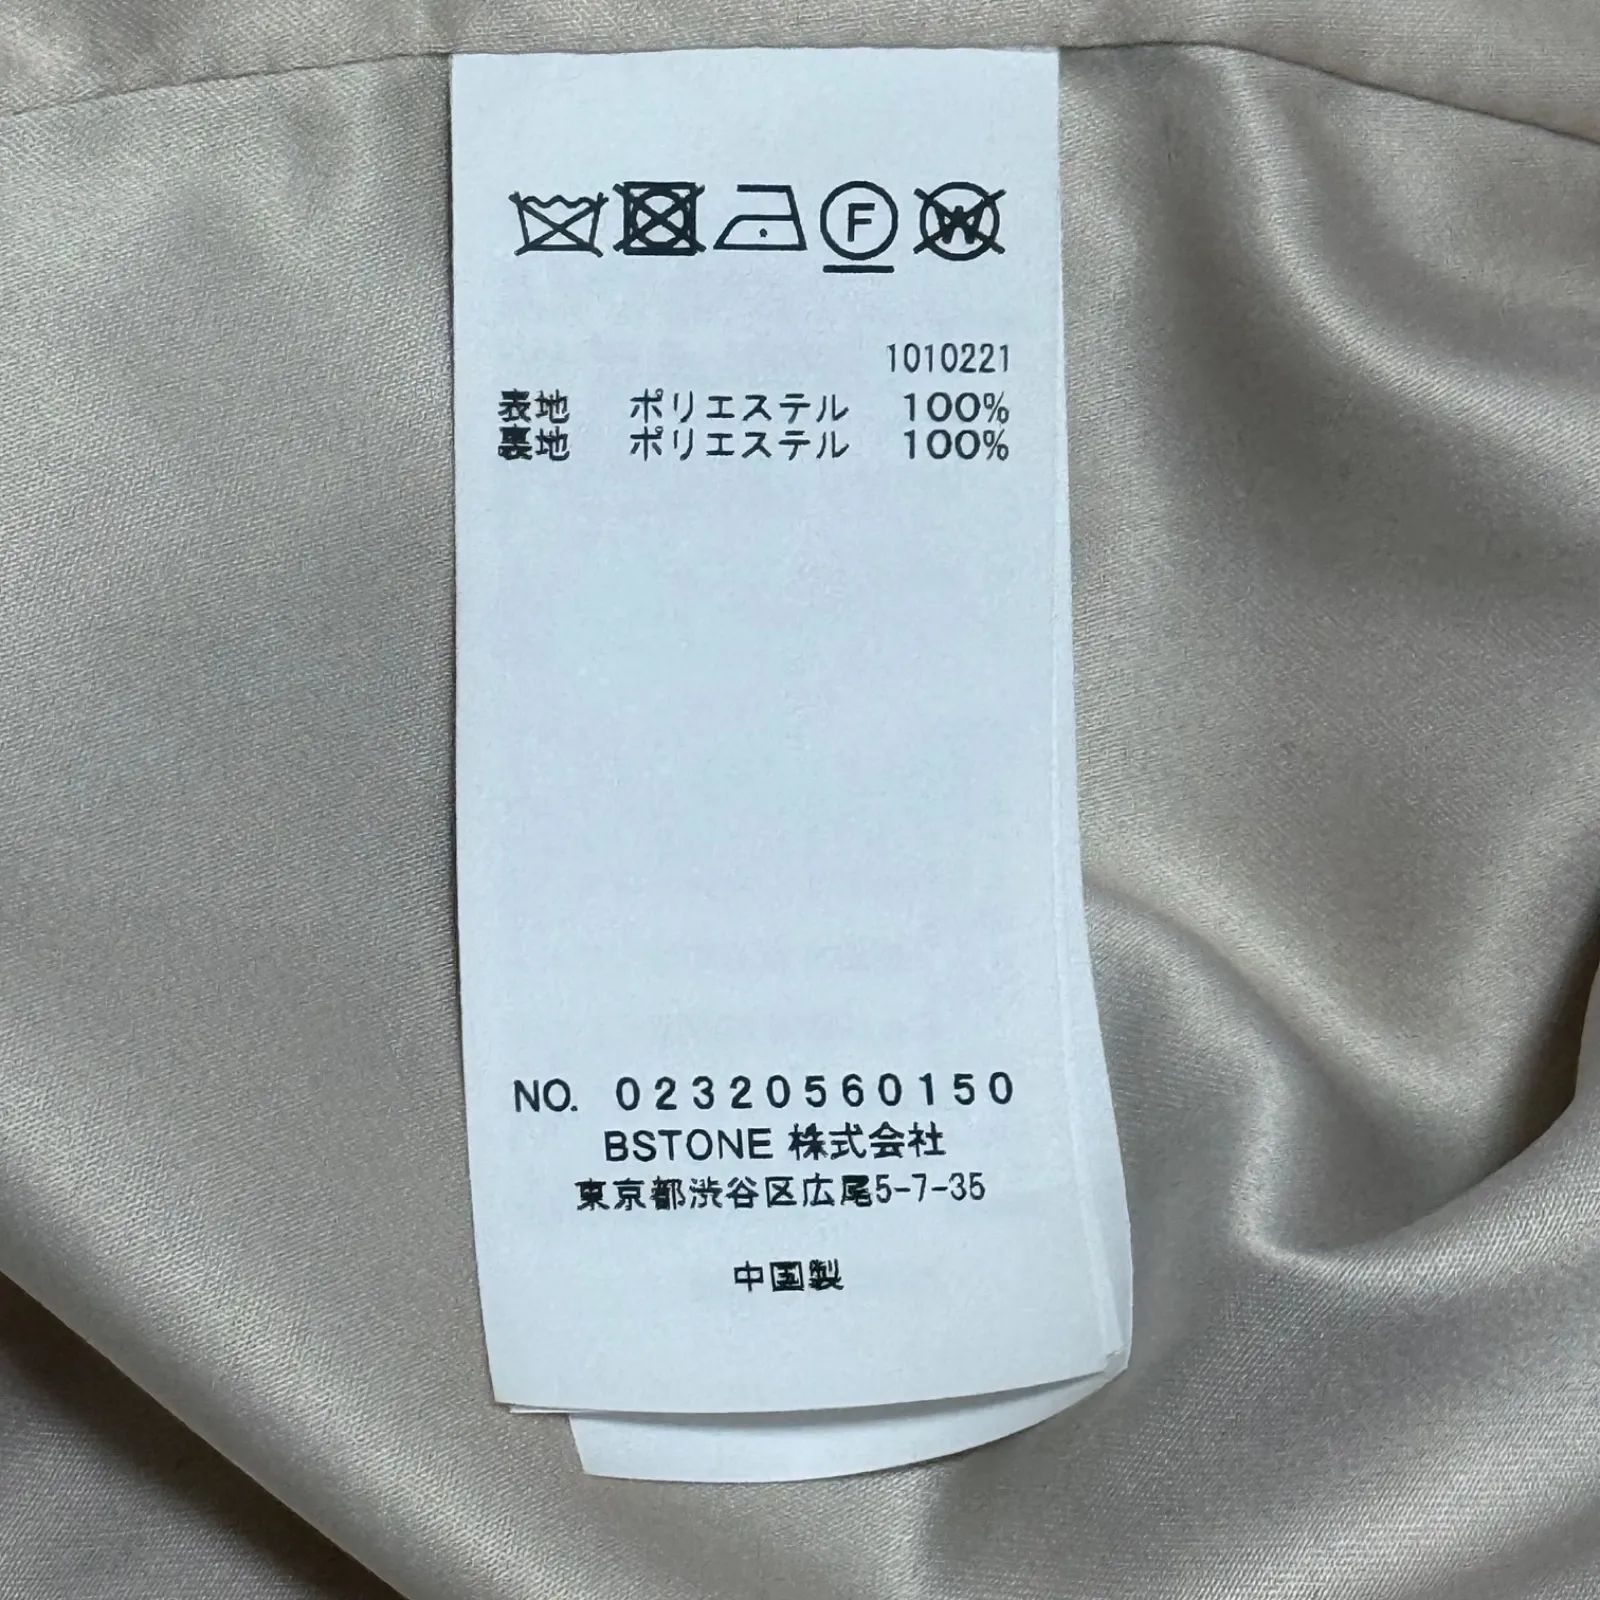 F W
1010221
表地 ポリエステル 100%
裏地 ポリエステル 100%
NO. 02320560150
BSTONE 株式会社
東京都渋谷区広尾5-7-35
中国製